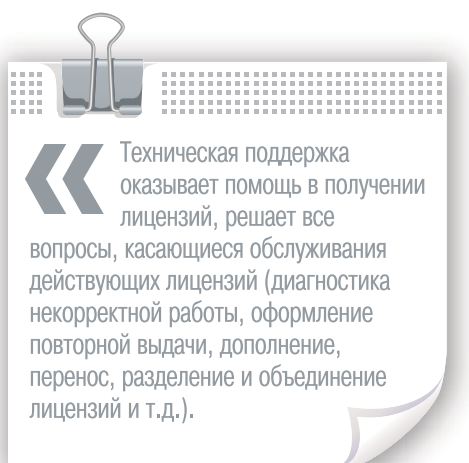 « Техническая поддержка
оказывает помощь в получении
лицензий, решает все
вопросы, касающиеся обслуживания
действующих лицензий (диагностика
некорректной работы, оформление
повторной выдачи, дополнение,
перенос, разделение и объединение
лицензий и т.д.).